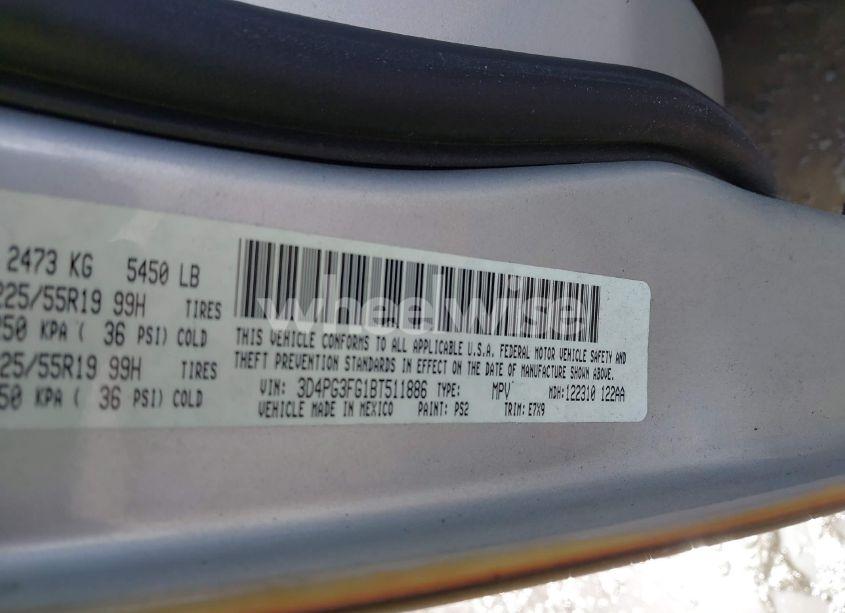 2473 KG 5450 LB
225/55R19 99H TIRES
250 KPA ( 36 PSI) COLD
225/55R19 99H TIRES
250 KPA ( 36 PSI) COLD
wheelwise
THIS VEHICLE CONFORMS TO ALL APPLICABLE U.S.A. FEDERAL MOTOR VEHICLE SAFETY AND
THEFT PREVENTION STANDARDS IN EFFECT ON THE DATE OF MANUFACTURE SHOWN ABOVE.
VIN: 3D4PG3FG1BT511886 TYPE: MPV MDH:122310 122AA
VEHICLE MADE IN MEXICO PAINT: PS2 TRIM: E7X9